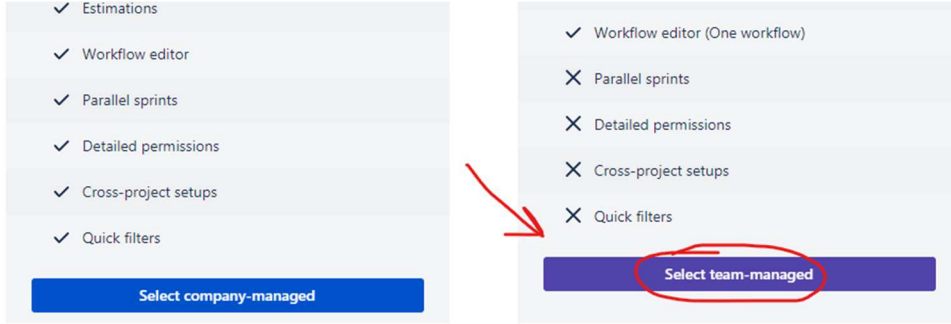 Estimations
Workflow editor
Parallel sprints
Detailed permissions
Cross-project setups
Quick filters
Select company-managed
Workflow editor (One workflow)
Parallel sprints
Detailed permissions
Cross-project setups
Quick filters
Select team-managed